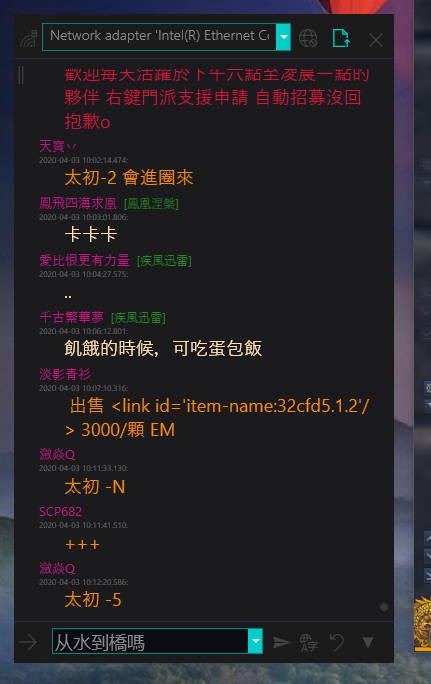 Network adapter 'Intel(R) Ethernet Co
歡迎每天活躍於下午六點至凌晨一點的
夥伴 右鍵門派支援申請 自動招募沒回
抱歉o
天寶丷
2020-04-03 10:02:14.474:
太初-2 會進圈來
鳳飛四海求凰 [鳳凰涅槃]
2020-04-03 10:03:01.806:
卡卡卡
愛比恨更有力量 [疾風迅雷]
2020-04-03 10:04:27.575:
..
千古繁華夢 [疾風迅雷]
2020-04-03 10:06:12.801:
飢餓的時候，可吃蛋包飯
淡影青衫
2020-04-03 10:07:10.316:
出售 <link id='item-name:32cfd5.1.2'/
> 3000/顆 EM
瀲焱Q
2020-04-03 10:11:33.130:
太初 -N
SCP682
2020-04-03 10:11:41.510:
+++
瀲焱Q
2020-04-03 10:12:20.586:
太初 -5
从水到橋嗎
A字